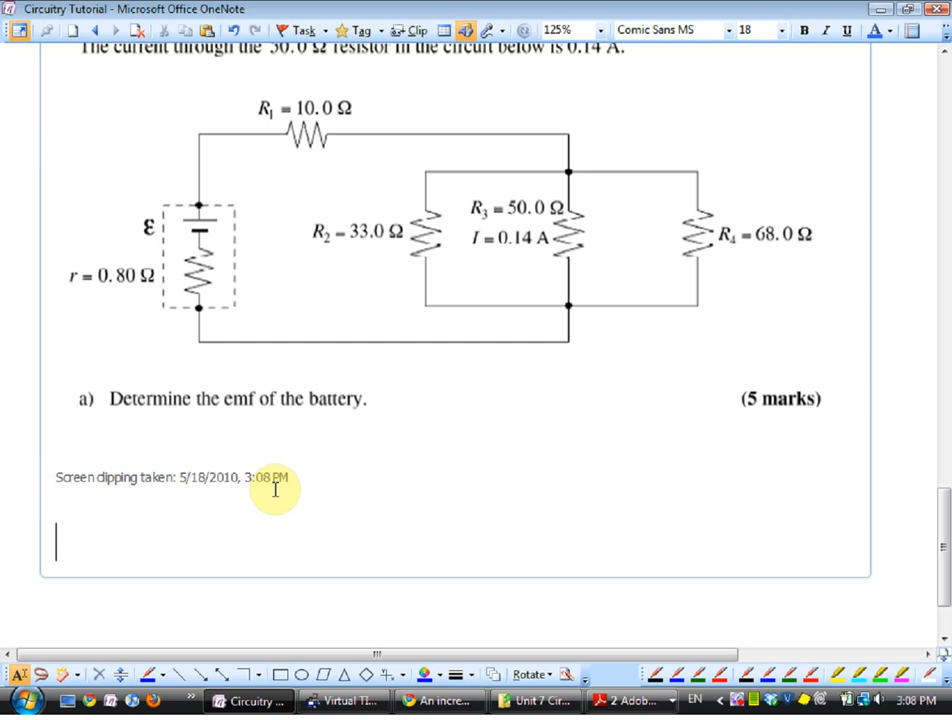 Circuitry Tutorial - Microsoft Office OneNote
Task Tag Clip 125% Comic Sans MS 18 B I U A
The current through the 50.0 Ω resistor in the circuit below is 0.14 A.
R₁ = 10.0 Ω
R₃ = 50.0 Ω
ε
R₂ = 33.0 Ω
I = 0.14 A
R₄ = 68.0 Ω
r = 0.80 Ω
a) Determine the emf of the battery. (5 marks)
Screen clipping taken: 5/18/2010, 3:08 PM
Rotate
Circuitry ... Virtual TI... An incre... Unit 7 Cir... 2 Adob... EN 3:08 PM